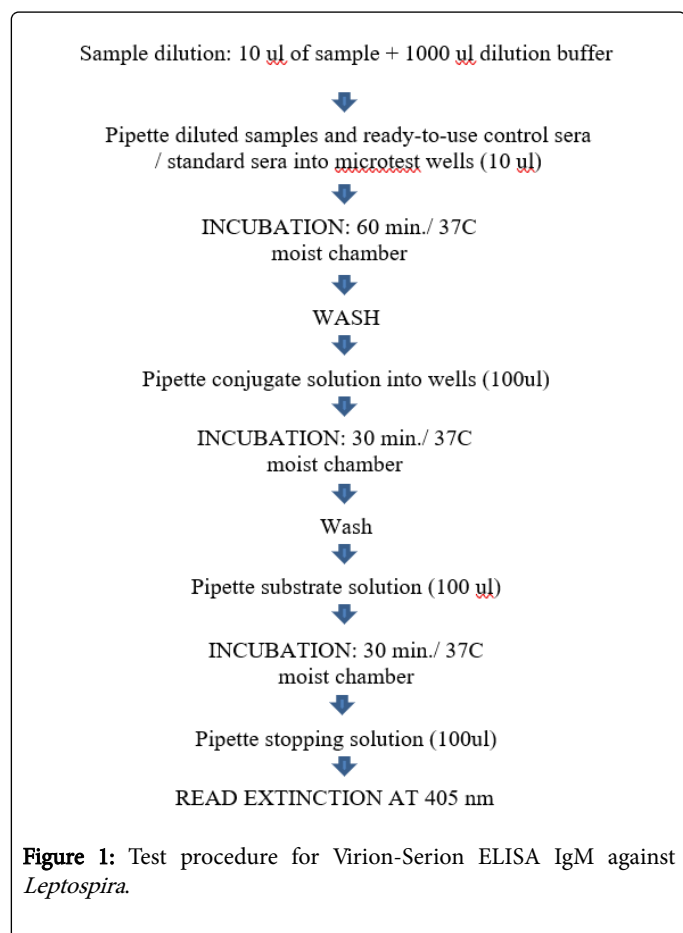 Sample dilution: 10 ul of sample + 1000 ul dilution buffer
Pipette diluted samples and ready-to-use control sera
/ standard sera into microtest wells (10 ul)
INCUBATION: 60 min./ 37C
moist chamber
WASH
Pipette conjugate solution into wells (100ul)
INCUBATION: 30 min./ 37C
moist chamber
Wash
Pipette substrate solution (100 ul)
INCUBATION: 30 min./ 37C
moist chamber
Pipette stopping solution (100ul)
READ EXTINCTION AT 405 nm
Figure 1: Test procedure for Virion-Serion ELISA IgM against
Leptospira.